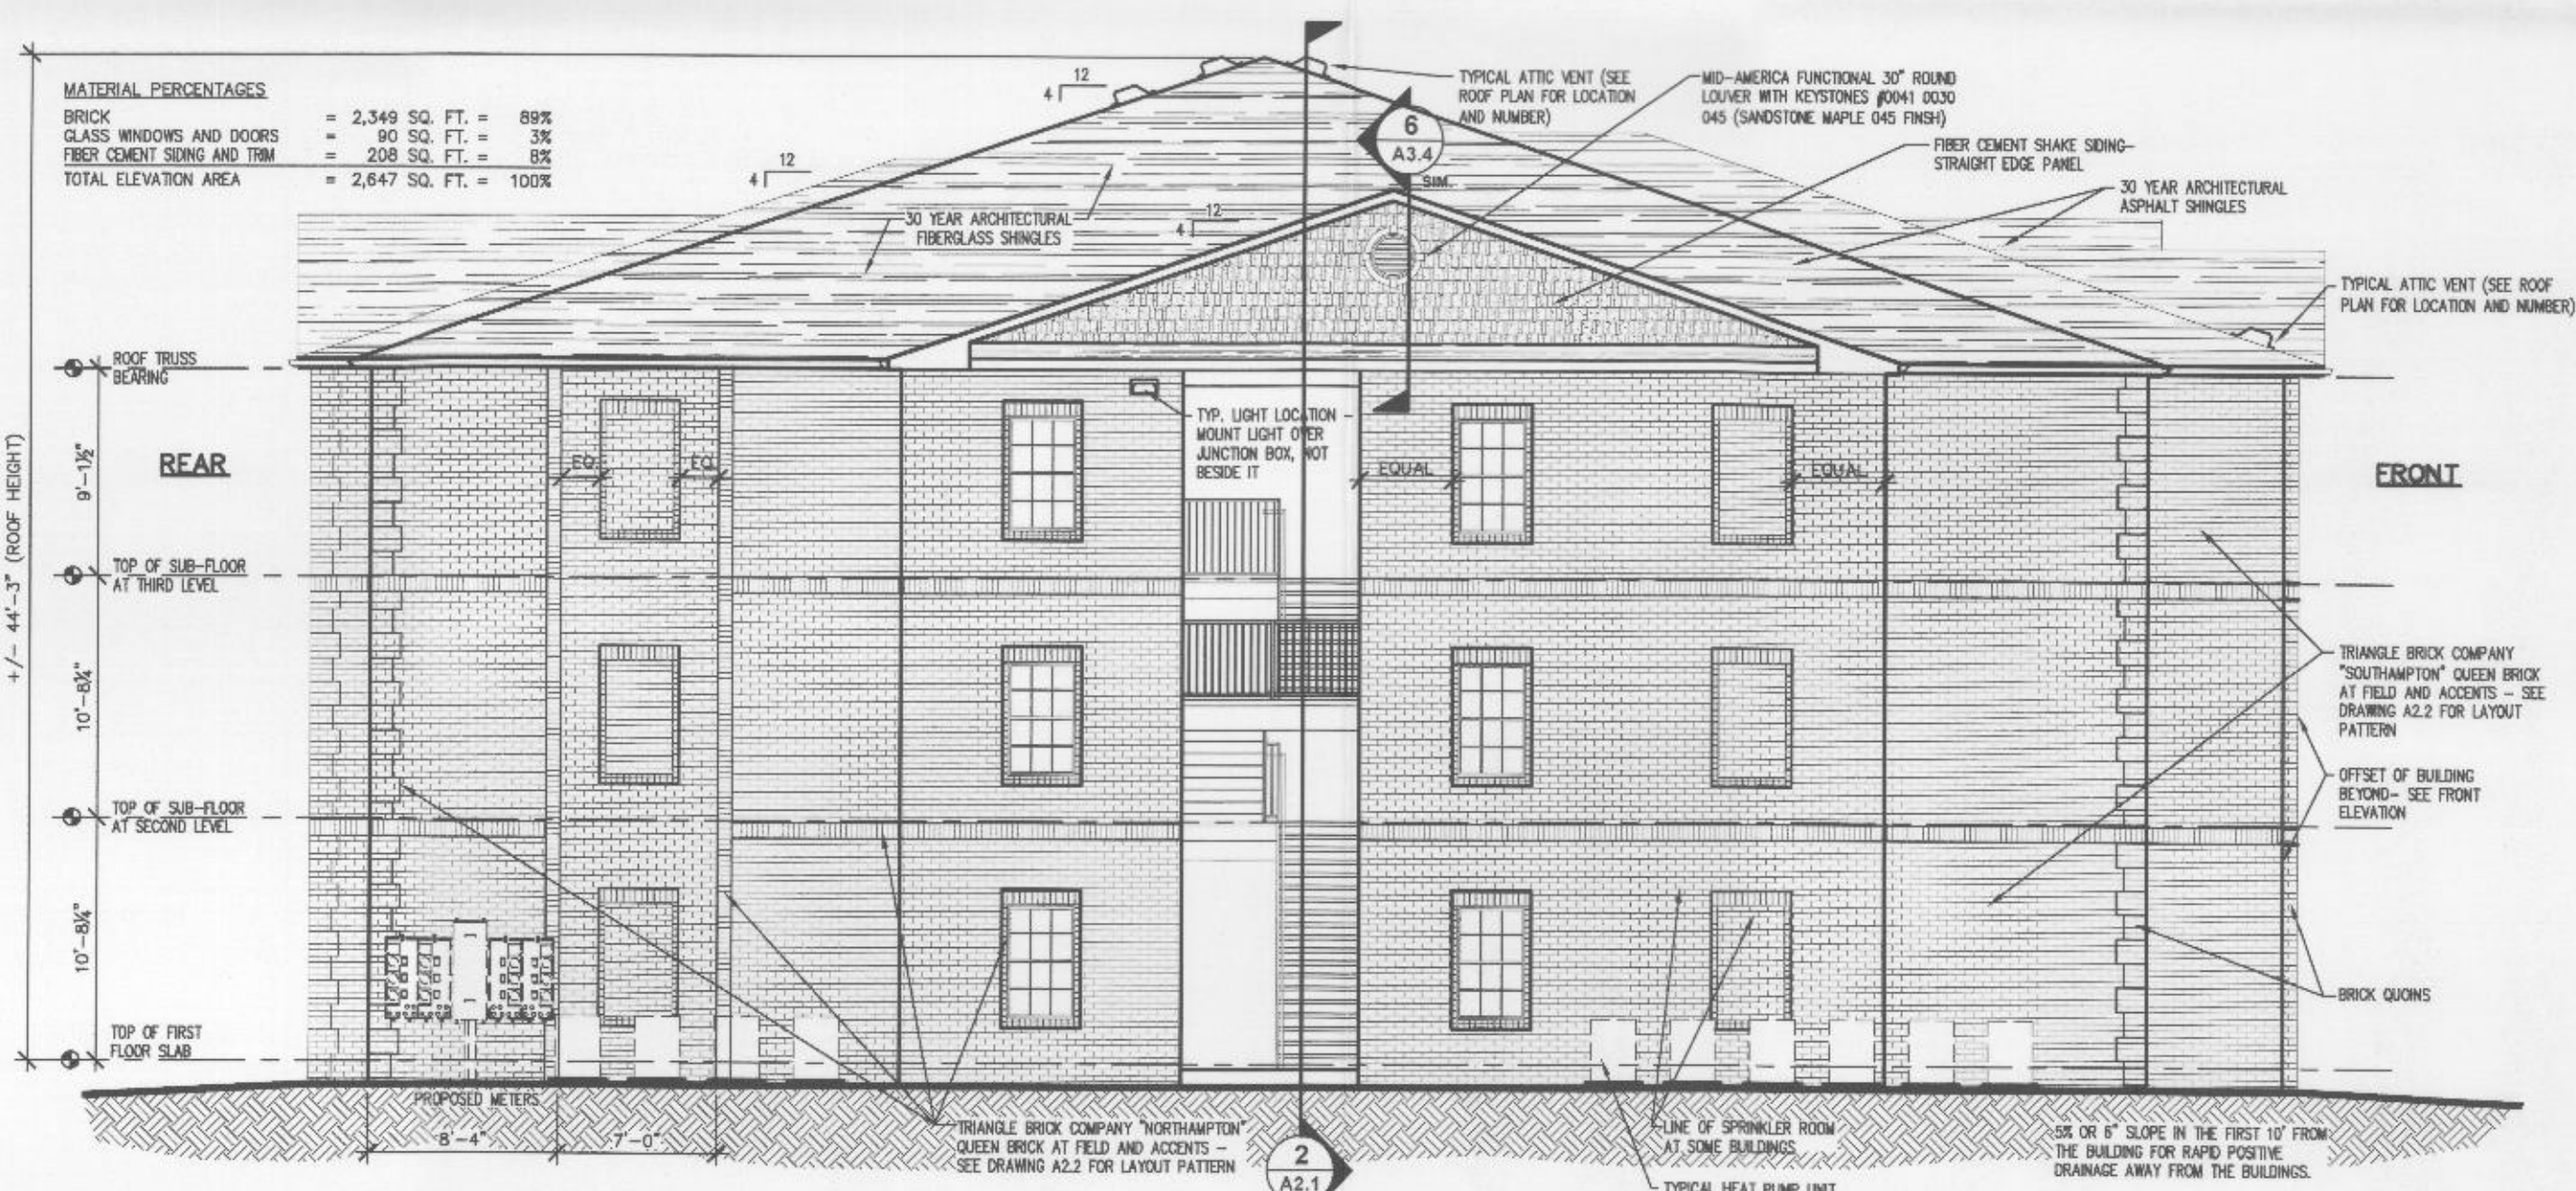 MATERIAL PERCENTAGES
BRICK = 2,349 SQ. FT. = 89%
GLASS WINDOWS AND DOORS = 90 SQ. FT. = 3%
FIBER CEMENT SIDING AND TRIM = 208 SQ. FT. = 8%
TOTAL ELEVATION AREA = 2,647 SQ. FT. = 100%
12
4
12
4
12
4
TYPICAL ATTIC VENT (SEE
ROOF PLAN FOR LOCATION
AND NUMBER)
MID-AMERICA FUNCTIONAL 30" ROUND
LOUVER WITH KEYSTONES #0041 0030
045 (SANDSTONE MAPLE 045 FINSH)
6
A3.4
SIM.
FIBER CEMENT SHAKE SIDING-
STRAIGHT EDGE PANEL
30 YEAR ARCHITECTURAL
ASPHALT SHINGLES
30 YEAR ARCHITECTURAL
FIBERGLASS SHINGLES
TYPICAL ATTIC VENT (SEE ROOF
PLAN FOR LOCATION AND NUMBER)
ROOF TRUSS
BEARING
REAR
FRONT
TYP. LIGHT LOCATION -
MOUNT LIGHT OVER
JUNCTION BOX, NOT
BESIDE IT
EQ.
EQ.
EQUAL
EQUAL
9'-1½"
+/- 44'-3" (ROOF HEIGHT)
TOP OF SUB-FLOOR
AT THIRD LEVEL
10'-8¼"
TRIANGLE BRICK COMPANY
"SOUTHAMPTON" QUEEN BRICK
AT FIELD AND ACCENTS - SEE
DRAWING A2.2 FOR LAYOUT
PATTERN
OFFSET OF BUILDING
BEYOND- SEE FRONT
ELEVATION
TOP OF SUB-FLOOR
AT SECOND LEVEL
10'-8¼"
BRICK QUOINS
TOP OF FIRST
FLOOR SLAB
PROPOSED METERS
8'-4"
7'-0"
TRIANGLE BRICK COMPANY "NORTHAMPTON"
QUEEN BRICK AT FIELD AND ACCENTS -
SEE DRAWING A2.2 FOR LAYOUT PATTERN
2
A2.1
LINE OF SPRINKLER ROOM
AT SOME BUILDINGS
TYPICAL HEAT PUMP UNIT
5% OR 6" SLOPE IN THE FIRST 10' FROM
THE BUILDING FOR RAPID POSITIVE
DRAINAGE AWAY FROM THE BUILDINGS.